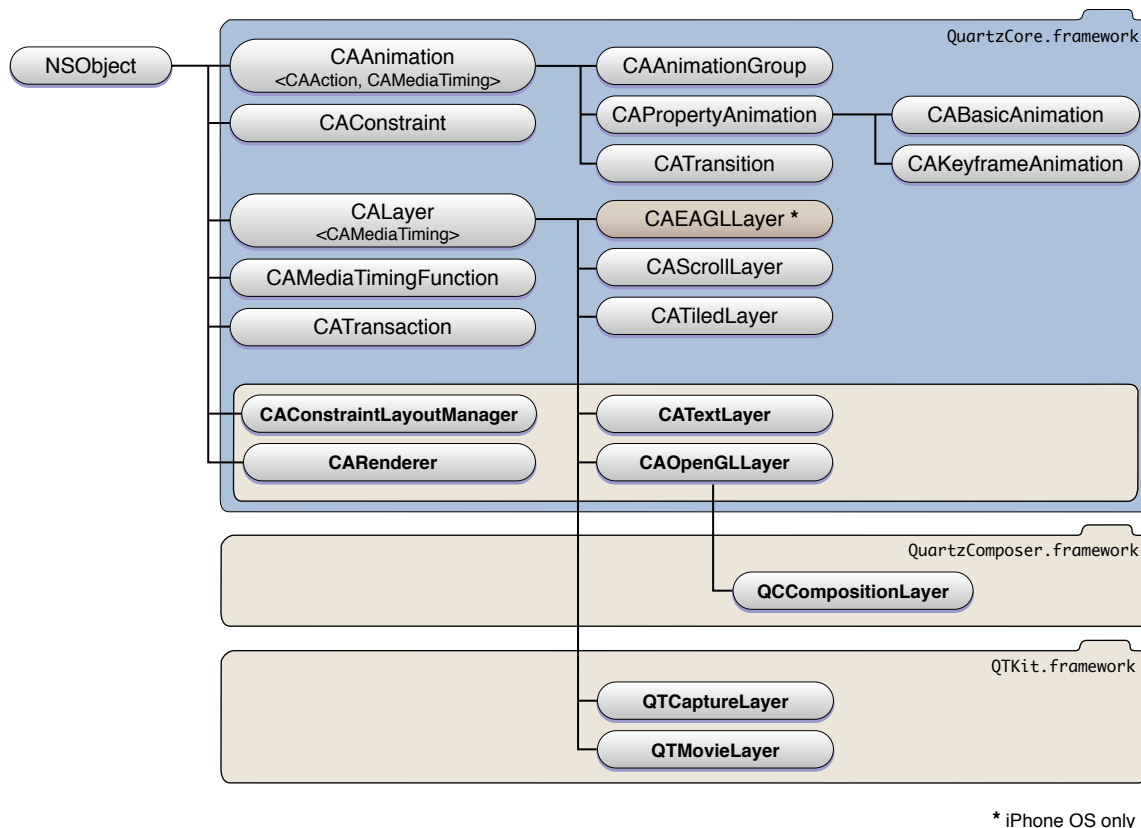 QuartzCore.framework
NSObject
CAAnimation
<CAAction, CAMediaTiming>
CAAnimationGroup
CAPropertyAnimation
CABasicAnimation
CAConstraint
CATransition
CAKeyframeAnimation
CALayer
<CAMediaTiming>
CAEAGLLayer *
CAMediaTimingFunction
CAScrollLayer
CATransaction
CATiledLayer
CAConstraintLayoutManager
CATextLayer
CARenderer
CAOpenGLLayer
QuartzComposer.framework
QCCompositionLayer
QTKit.framework
QTCaptureLayer
QTMovieLayer
* iPhone OS only